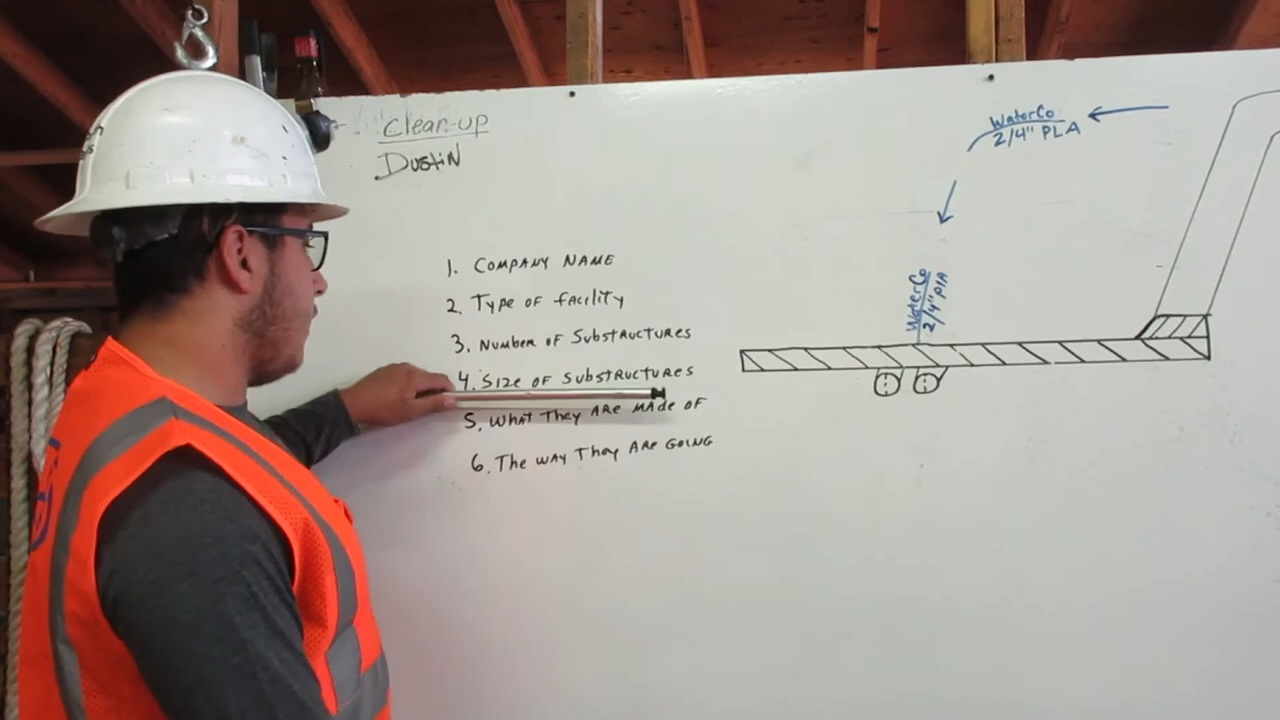 Clean-up
Dustin
1. Company Name
2. Type of facility
3. Number of Substructures
4. Size of Substructures
5. What They Are Made of
6. The way They Are Going
WaterCo
2/4" PLA
WaterCo
2/4" PLA